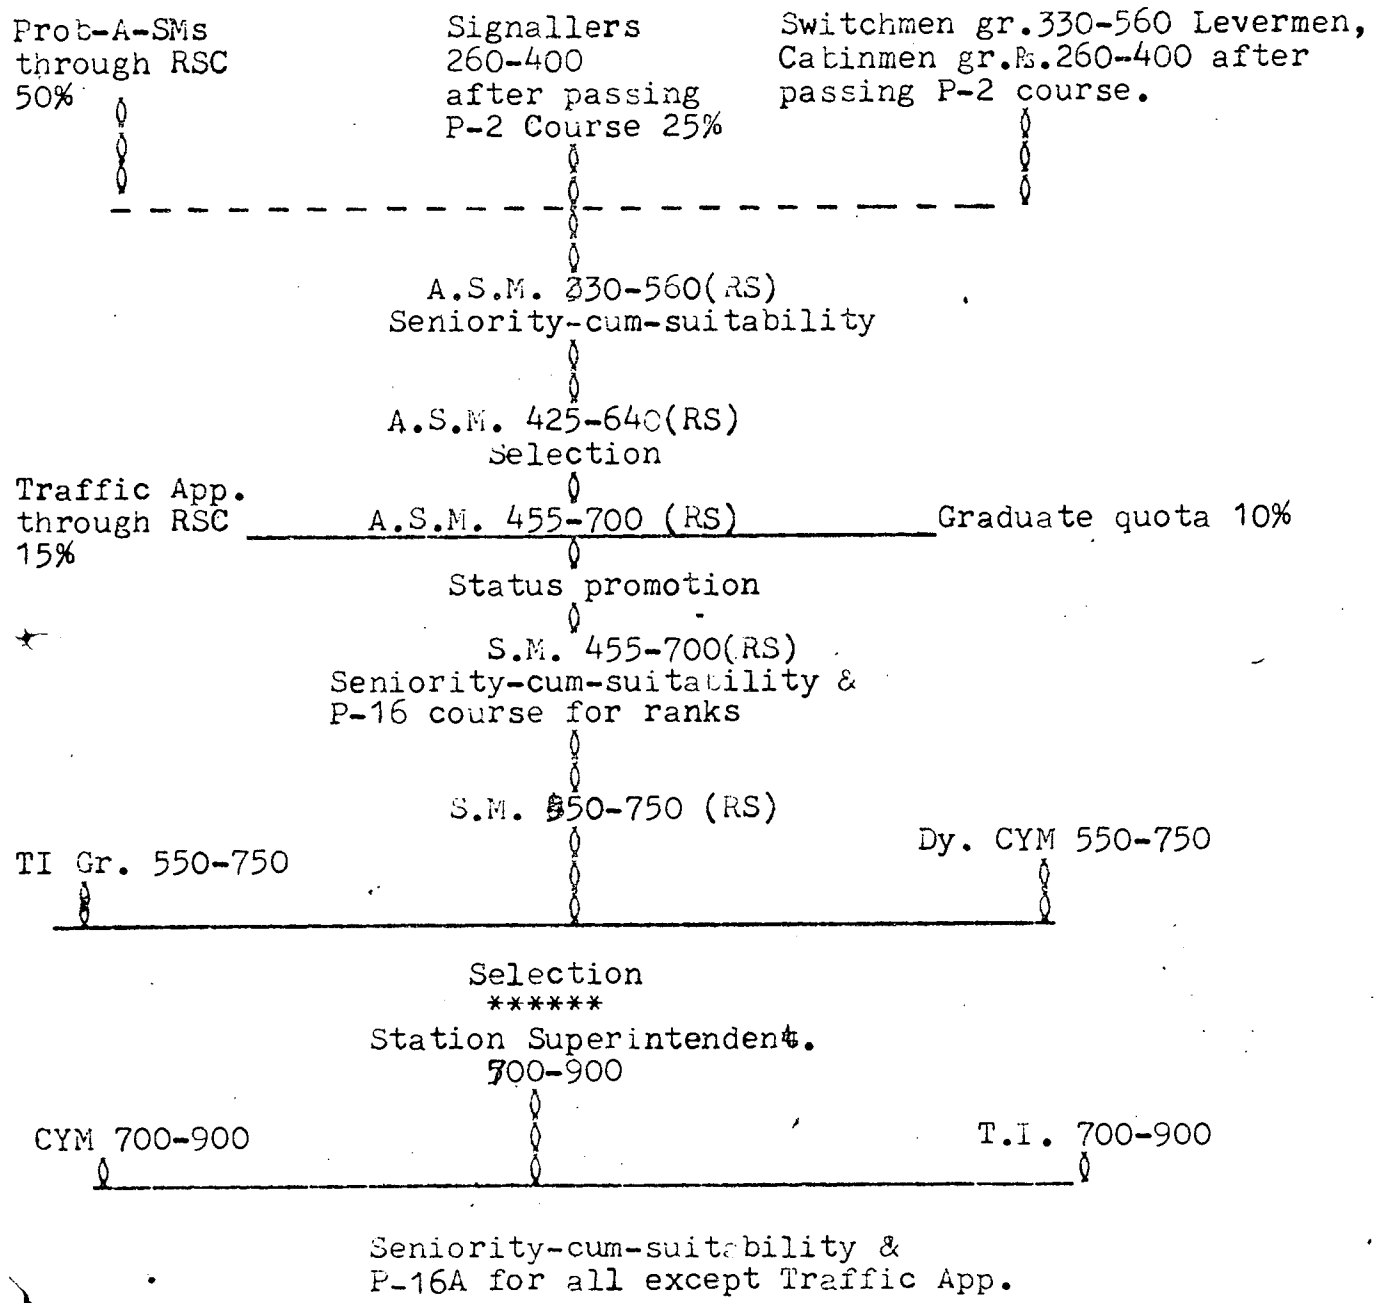 Prob-A-SMs
through RSC
50%
Signallers
260-400
after passing
P-2 Course 25%
Switchmen gr.330-560 Levermen,
Cabinmen gr.Rs.260-400 after
passing P-2 course.
A.S.M. 330-560(RS)
Seniority-cum-suitability
A.S.M. 425-640(RS)
Selection
Traffic App.
through RSC
15%
A.S.M. 455-700 (RS)
Graduate quota 10%
Status promotion
S.M. 455-700(RS)
Seniority-cum-suitability &
P-16 course for ranks
S.M. 550-750 (RS)
TI Gr. 550-750
Dy. CYM 550-750
Selection
******
Station Superintendent.
700-900
CYM 700-900
T.I. 700-900
Seniority-cum-suitability &
P-16A for all except Traffic App.